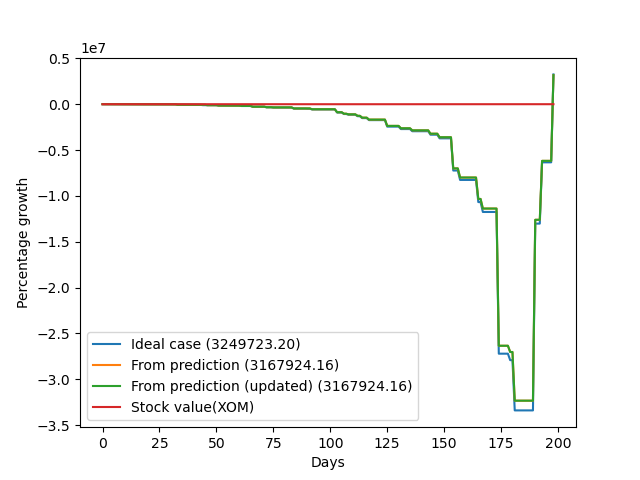 1e7
0.5
0.0
−0.5
−1.0
−1.5
−2.0
−2.5
−3.0
−3.5
Percentage growth
Ideal case (3249723.20)
From prediction (3167924.16)
From prediction (updated) (3167924.16)
Stock value(XOM)
0 25 50 75 100 125 150 175 200
Days